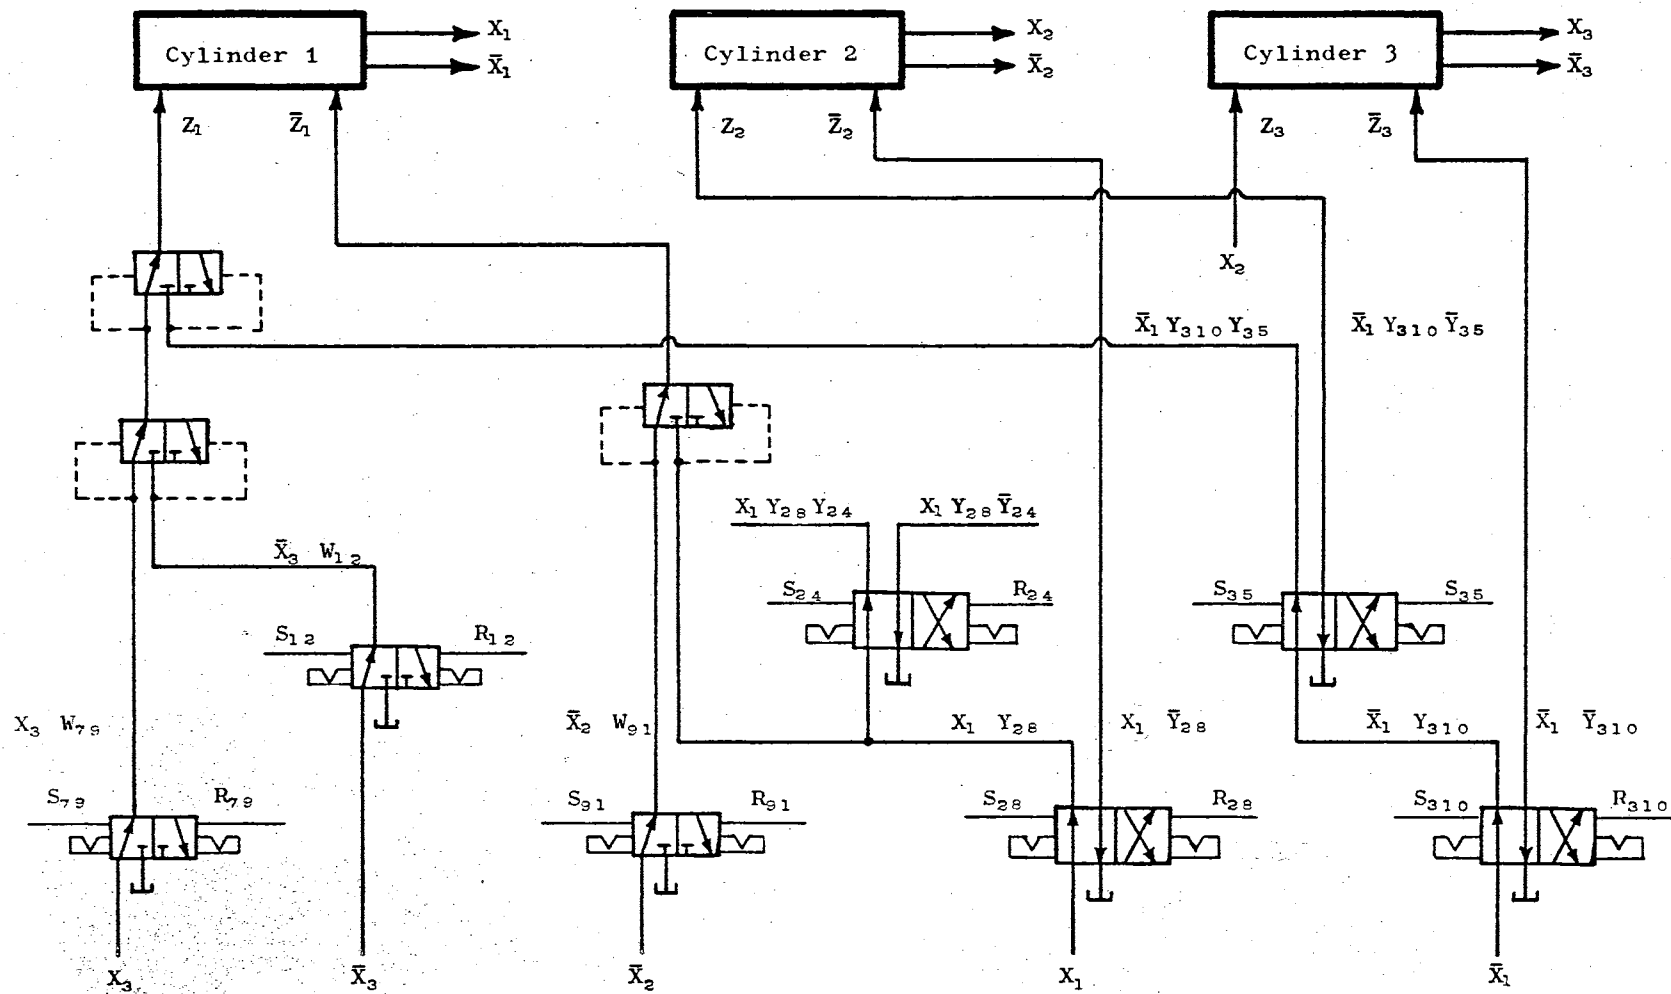 Cylinder 1 X₁
X̄₁
Cylinder 2 X₂
X̄₂
Cylinder 3 X₃
X̄₃
Z₁ Z̄₁ Z₂ Z̄₂ Z₃ Z̄₃
X₂
X̄₁ Y₃₁₀ Y₃₅ X̄₁ Y₃₁₀ Ȳ₃₅
X₁ Y₂₈ Y₂₄ X₁ Y₂₈ Ȳ₂₄
X̄₃ W₁₂
S₂₄ R₂₄ S₃₅ S₃₅
S₁₂ R₁₂
X₃ W₇₉ X̄₂ W₉₁ X₁ Y₂₈ X₁ Ȳ₂₈ X̄₁ Y₃₁₀ X̄₁ Ȳ₃₁₀
S₇₉ R₇₉ S₉₁ R₉₁ S₂₈ R₂₈ S₃₁₀ R₃₁₀
X₃ X̄₃ X̄₂ X₁ X̄₁